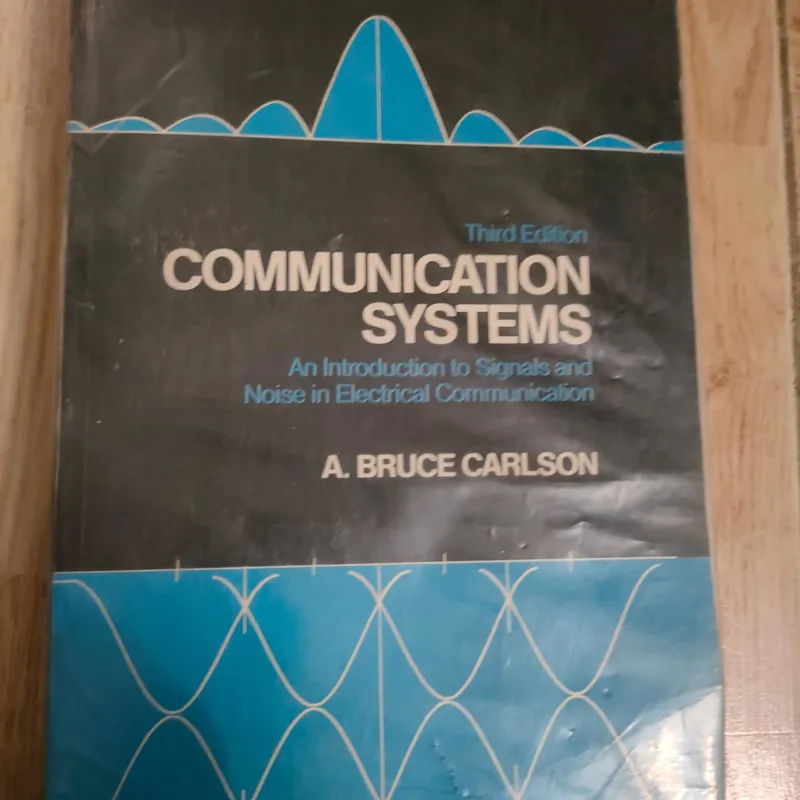 Third Edition
COMMUNICATION
SYSTEMS
An Introduction to Signals and
Noise in Electrical Communication
A. BRUCE CARLSON